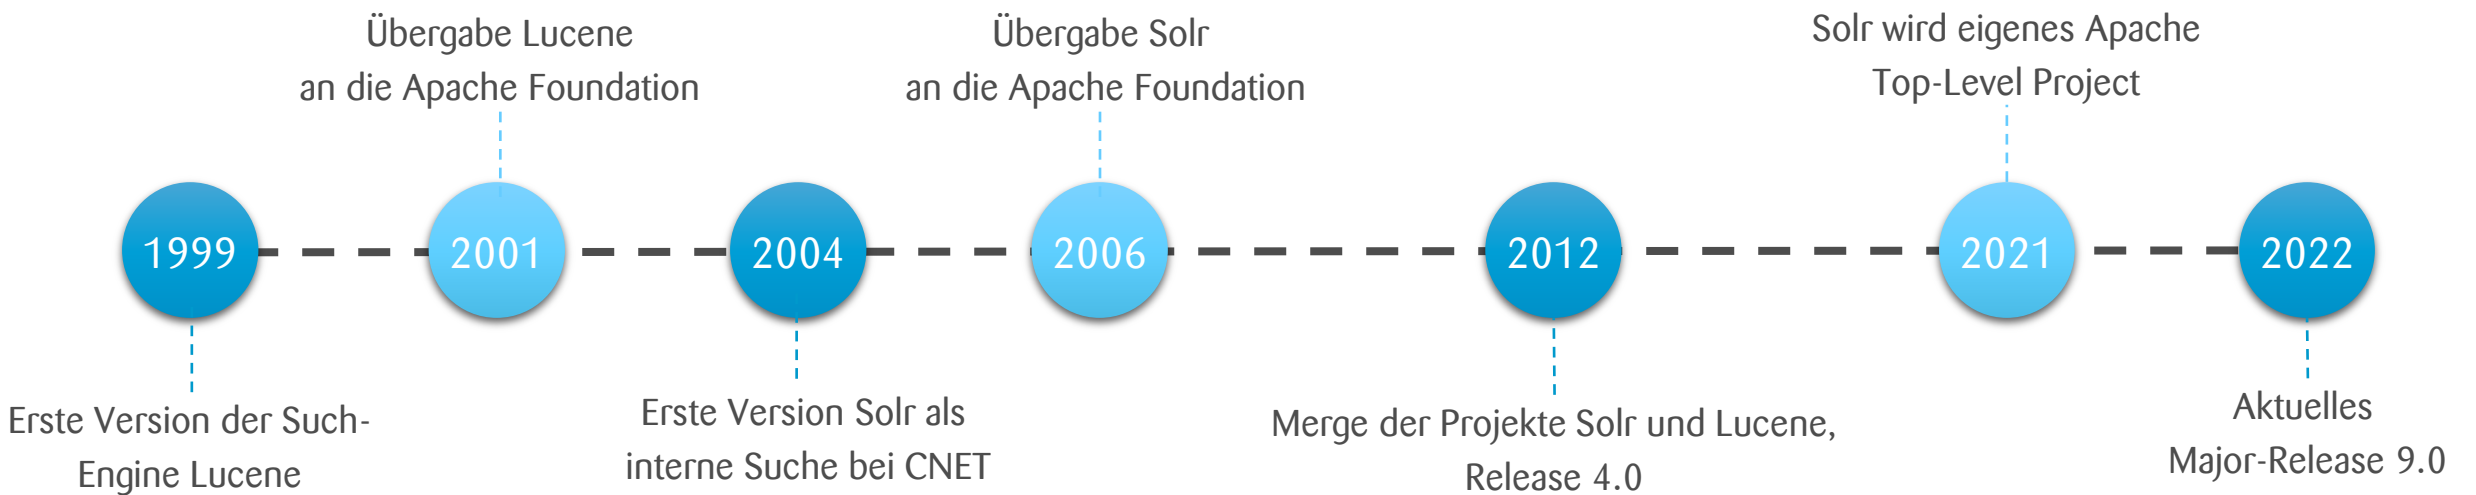 Übergabe Lucene
an die Apache Foundation
Übergabe Solr
an die Apache Foundation
Solr wird eigenes Apache
Top-Level Project
1999
2001
2004
2006
2012
2021
2022
Erste Version der Such-
Engine Lucene
Erste Version Solr als
interne Suche bei CNET
Merge der Projekte Solr und Lucene,
Release 4.0
Aktuelles
Major-Release 9.0